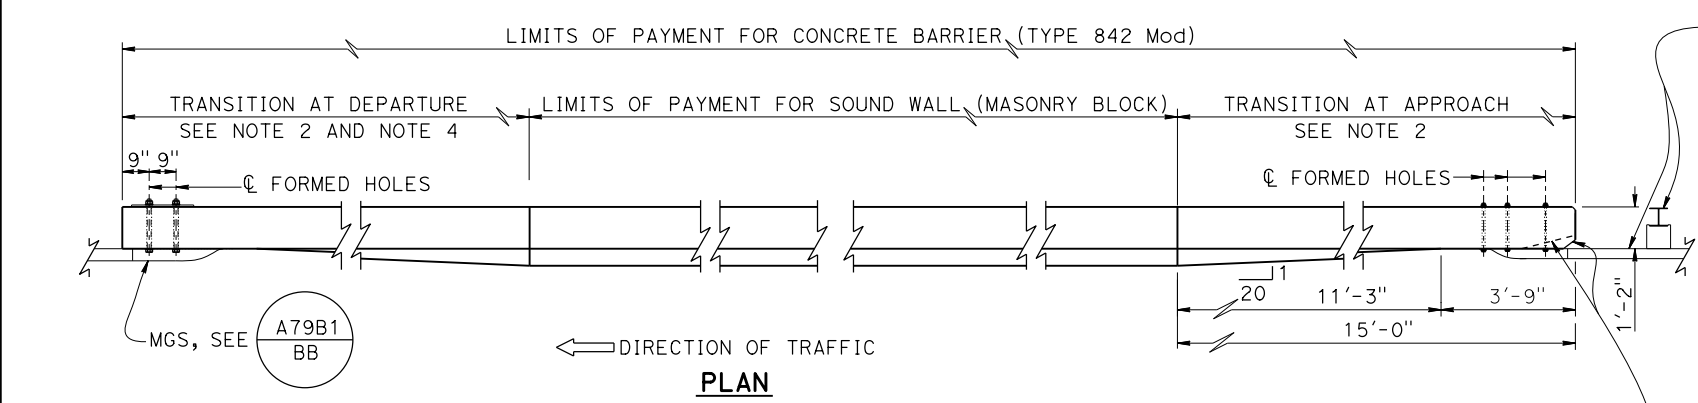 LIMITS OF PAYMENT FOR CONCRETE BARRIER (TYPE 842 Mod)
TRANSITION AT DEPARTURE
SEE NOTE 2 AND NOTE 4
LIMITS OF PAYMENT FOR SOUND WALL (MASONRY BLOCK)
TRANSITION AT APPROACH
SEE NOTE 2
9" 9"
℄ FORMED HOLES
℄ FORMED HOLES
1
20
11'-3"
3'-9"
1'-2"
15'-0"
MGS, SEE
A79B1
BB
DIRECTION OF TRAFFIC
PLAN